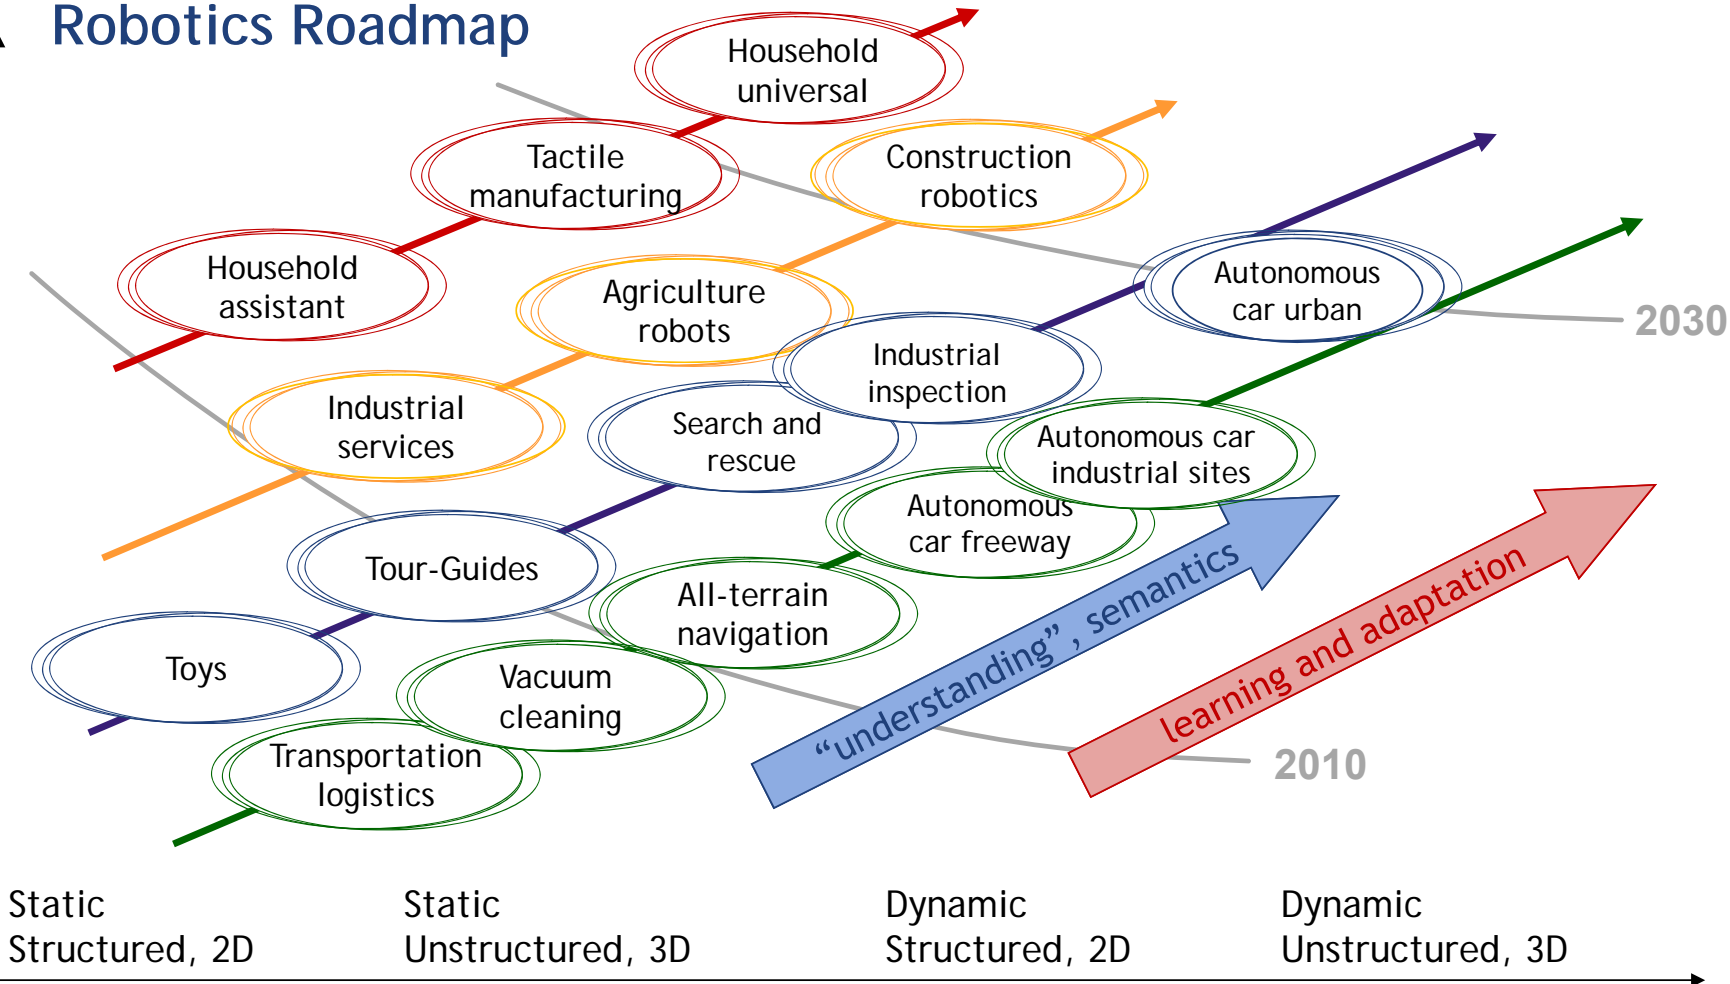 Robotics Roadmap
Household
universal
Tactile
manufacturing
Construction
robotics
Household
assistant
Agriculture
robots
Autonomous
car urban
2030
Industrial
inspection
Industrial
services
Search and
rescue
Autonomous car
industrial sites
Autonomous
car freeway
Tour-Guides
All-terrain
navigation
"understanding", semantics
learning and adaptation
Toys
Vacuum
cleaning
Transportation
logistics
2010
Static
Structured, 2D
Static
Unstructured, 3D
Dynamic
Structured, 2D
Dynamic
Unstructured, 3D